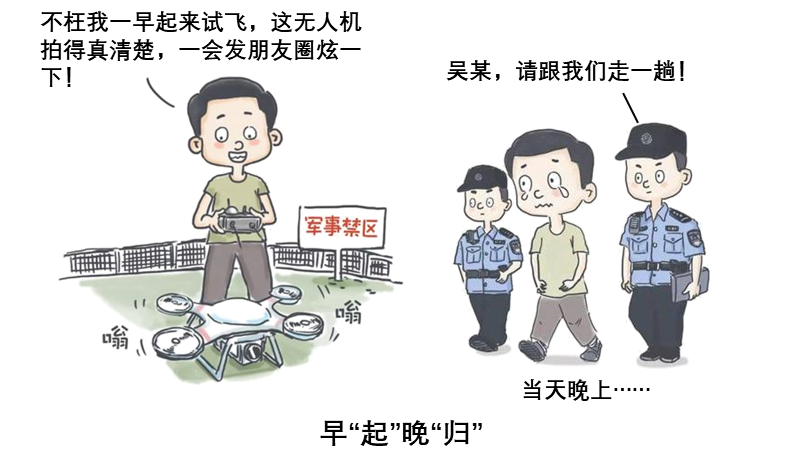 不枉我一早起来试飞，这无人机
拍得真清楚，一会发朋友圈炫一
下！
吴某，请跟我们走一趟！
军事禁区
嗡
嗡
当天晚上……
早“起”晚“归”